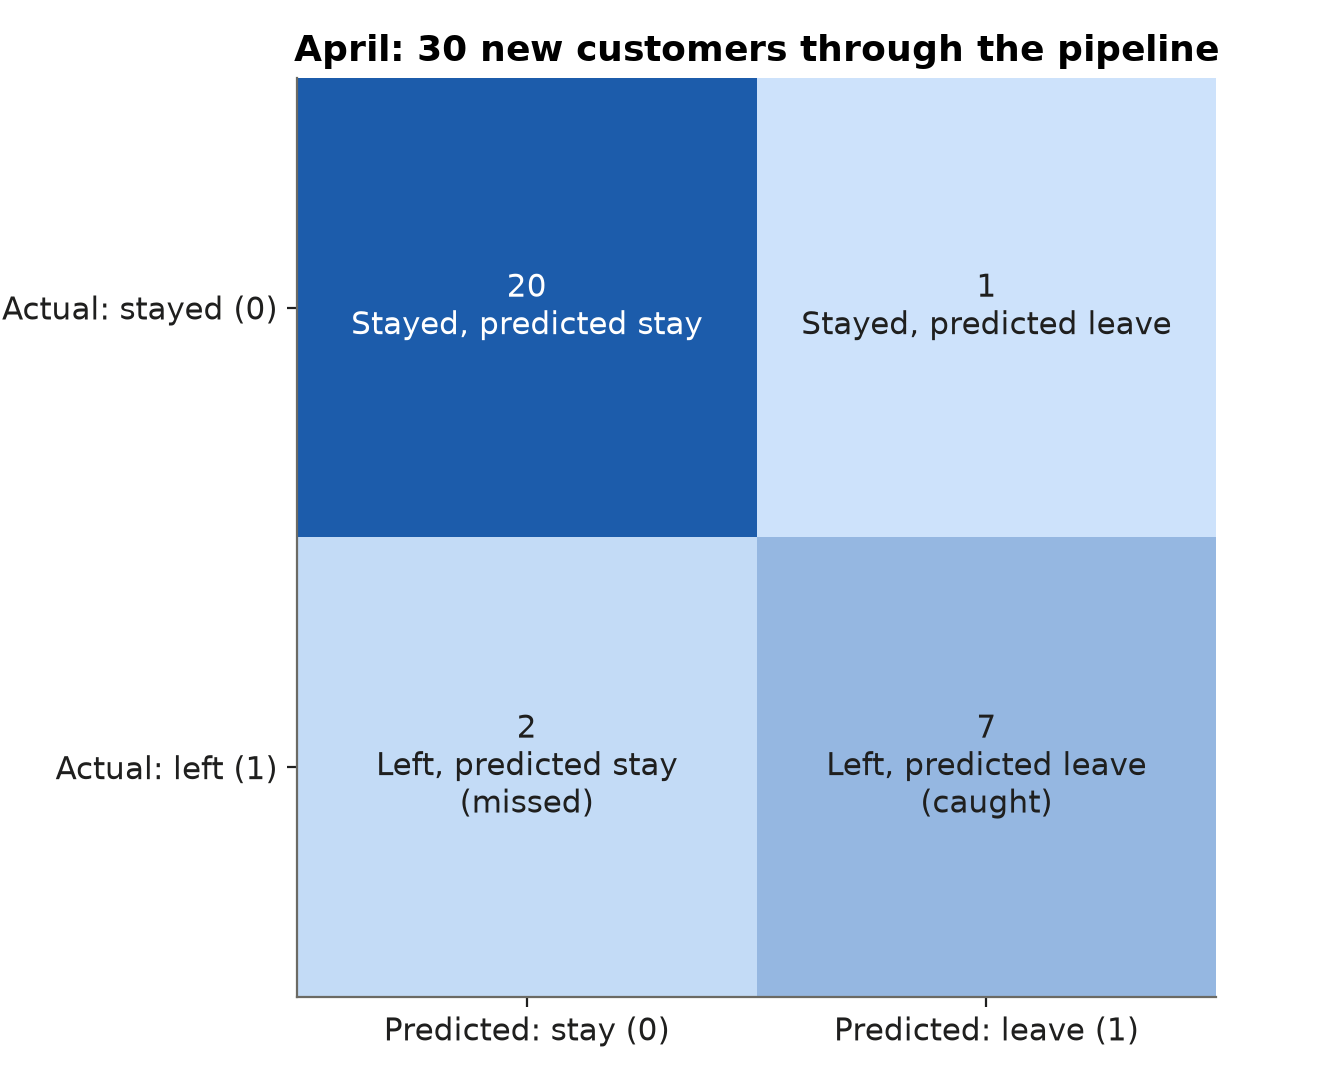 April: 30 new customers through the pipeline
Actual: stayed (0)
20
Stayed, predicted stay
1
Stayed, predicted leave
Actual: left (1)
2
Left, predicted stay
(missed)
7
Left, predicted leave
(caught)
Predicted: stay (0)
Predicted: leave (1)